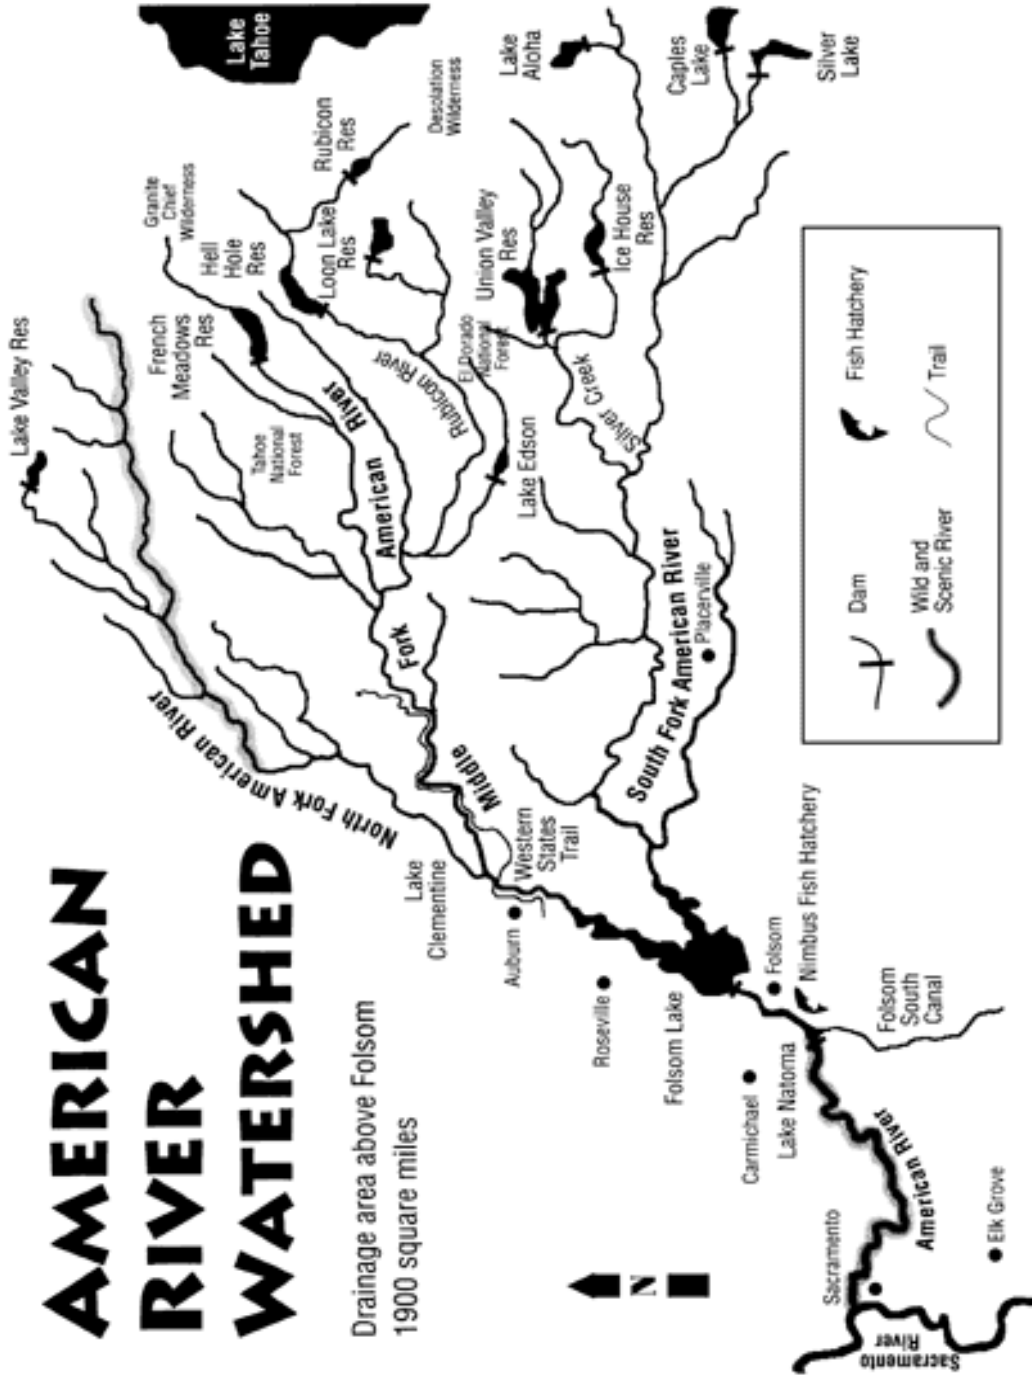 AMERICAN
RIVER
WATERSHED
Drainage area above Folsom
1900 square miles
N
Lake Valley Res
Granite
Chief
Wilderness
French
Meadows
Res
Hell
Hole
Res
Lake
Tahoe
Rubicon
Res
Desolation
Wilderness
Loon Lake
Res
Tahoe
National
Forest
North Fork American River
Middle
Fork
American
River
Rubicon River
El Dorado
National
Forest
Union Valley
Res
Lake
Aloha
Ice House
Res
Caples
Lake
Silver
Lake
Silver Creek
Lake Edson
South Fork American River
Placerville
Lake
Clementine
Auburn
Western
States
Trail
Roseville
Folsom Lake
Folsom
Nimbus Fish Hatchery
Folsom
South
Canal
Carmichael
Lake Natoma
American River
Sacramento
Sacramento
River
Elk Grove
Dam
Fish Hatchery
Wild and
Scenic River
Trail